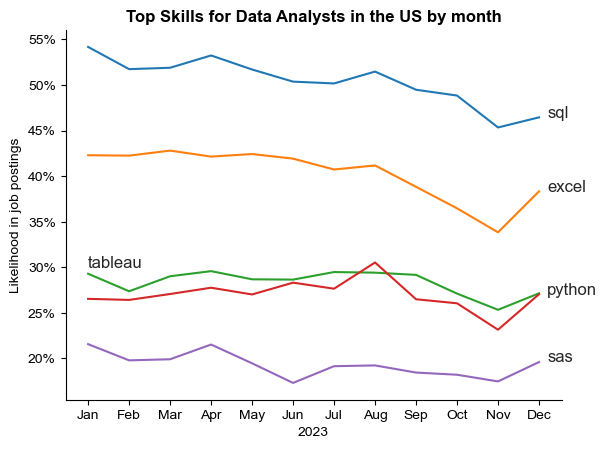 Top Skills for Data Analysts in the US by month
Likelihood in job postings
55%
50%
45%
40%
35%
30%
25%
20%
sql
excel
tableau
python
sas
Jan Feb Mar Apr May Jun Jul Aug Sep Oct Nov Dec
2023